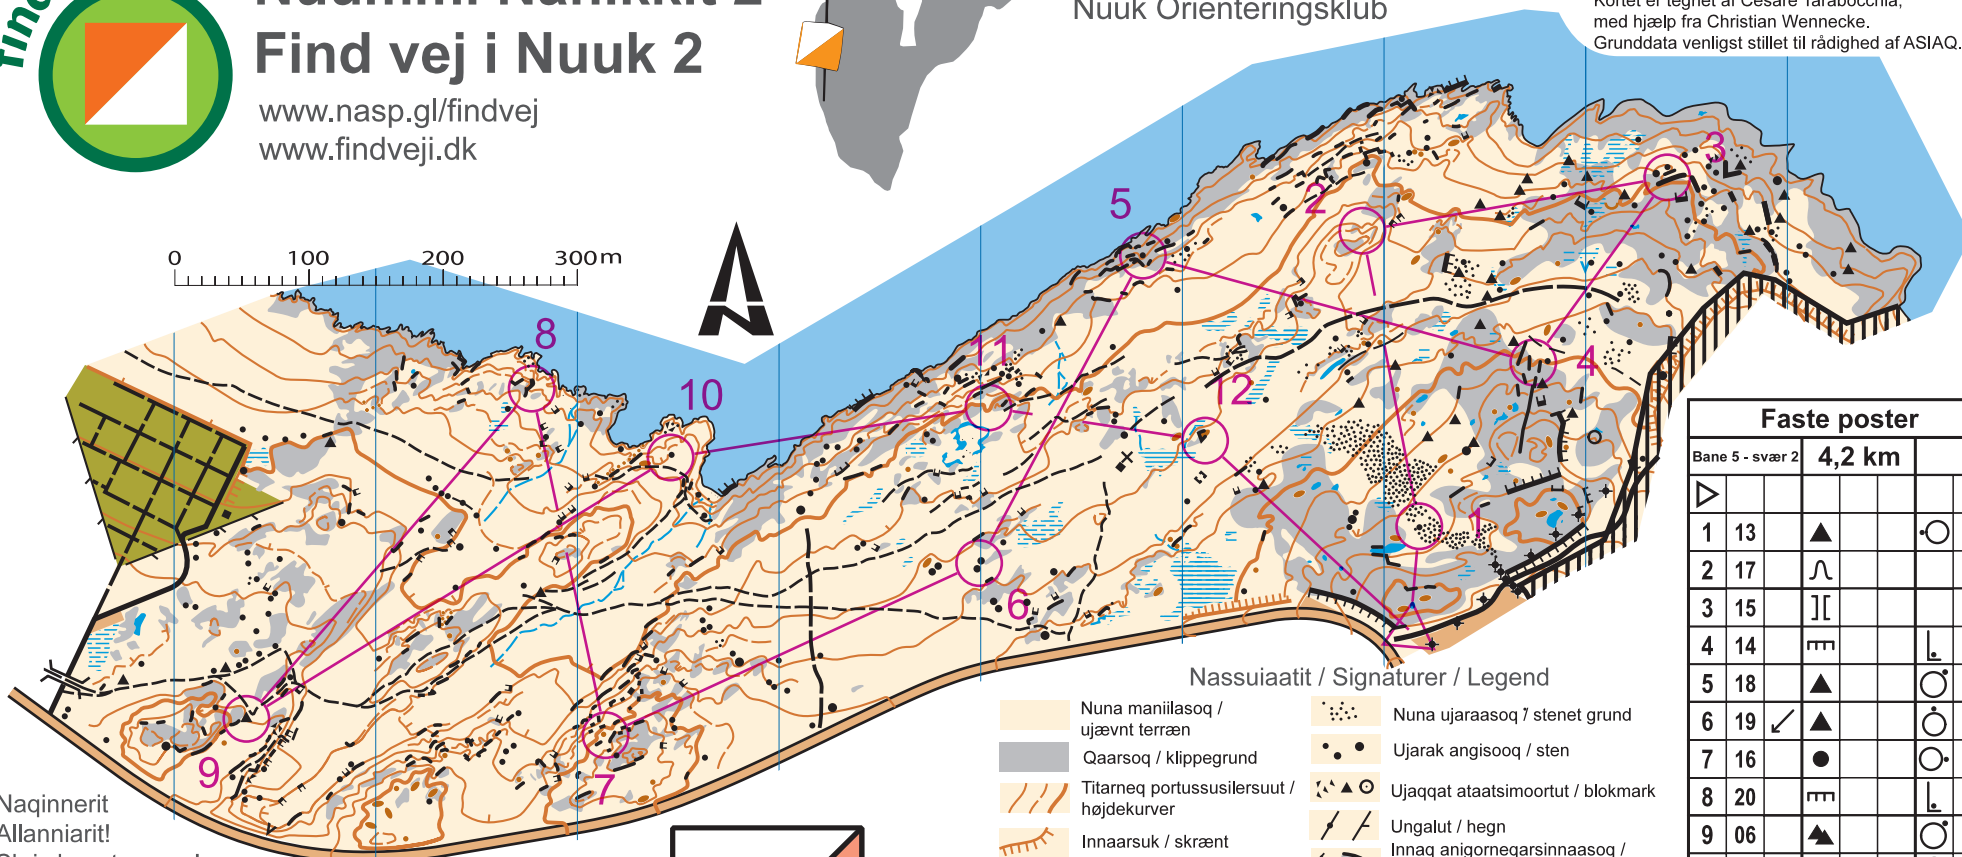 find
Find vej i Nuuk 2
www.nasp.gl/findvej
www.findveji.dk
Nuuk Orienteringsklub
med hjælp fra Christian Wennecke.
Grunddata venligst stillet til rådighed af ASIAQ.
0 100 200 300m
N
1
2
3
4
5
6
7
8
9
10
11
12
Faste poster
Bane 5 - svær 2 4,2 km
1 13
2 17
3 15
4 14
5 18
6 19
7 16
8 20
9 06
Nassuiaatit / Signaturer / Legend
Nuna maniilasoq /
ujævnt terræn
Qaarsoq / klippegrund
Titarneq portussusilersuut /
højdekurver
Innaarsuk / skrænt
Nuna ujaraasoq / stenet grund
Ujarak angisooq / sten
Ujaqqat ataatsimoortut / blokmark
Ungalut / hegn
Innaq anigorneqarsinnaasoq /
Naqinnerit
Allanniarit!